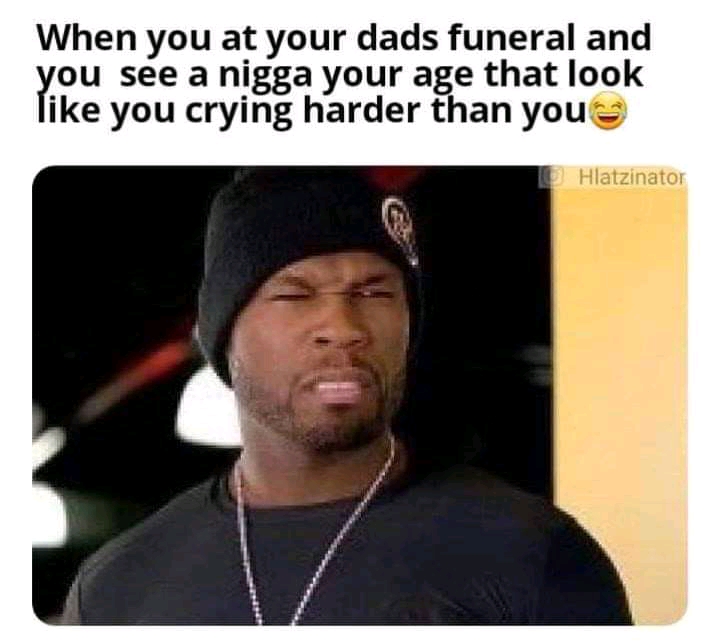 When you at your dads funeral and
you see a nigga your age that look
like you crying harder than you😂
Hlatzinator